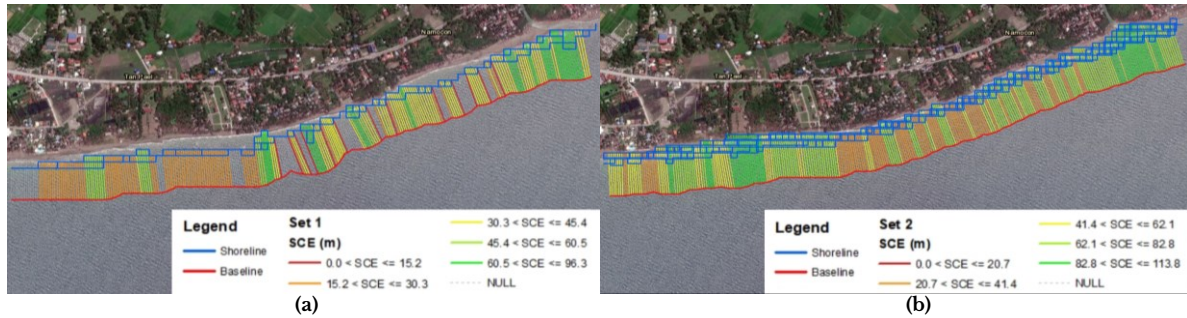 Namocon
Legend
Shoreline
Baseline
Set 1
SCE (m)
0.0 < SCE <= 15.2
15.2 < SCE <= 30.3
30.3 < SCE <= 45.4
45.4 < SCE <= 60.5
60.5 < SCE <= 96.3
NULL
(a)
Namocon
Legend
Shoreline
Baseline
Set 2
SCE (m)
0.0 < SCE <= 20.7
20.7 < SCE <= 41.4
41.4 < SCE <= 62.1
62.1 < SCE <= 82.8
82.8 < SCE <= 113.8
NULL
(b)